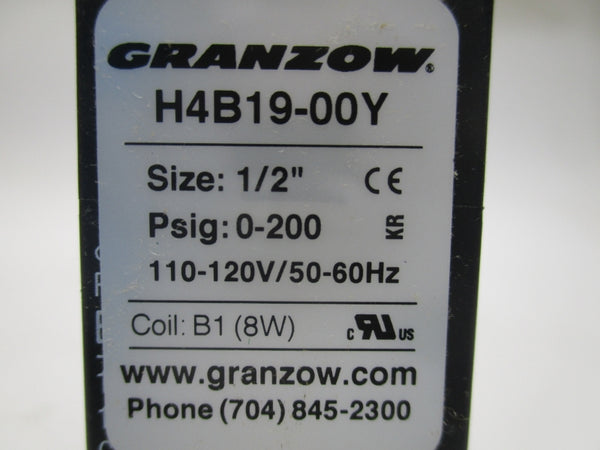 GRANZOW®
H4B19-00Y
Size: 1/2" CE
Psig: 0-200 KR
110-120V/50-60Hz
Coil: B1 (8W) c RU us
www.granzow.com
Phone (704) 845-2300